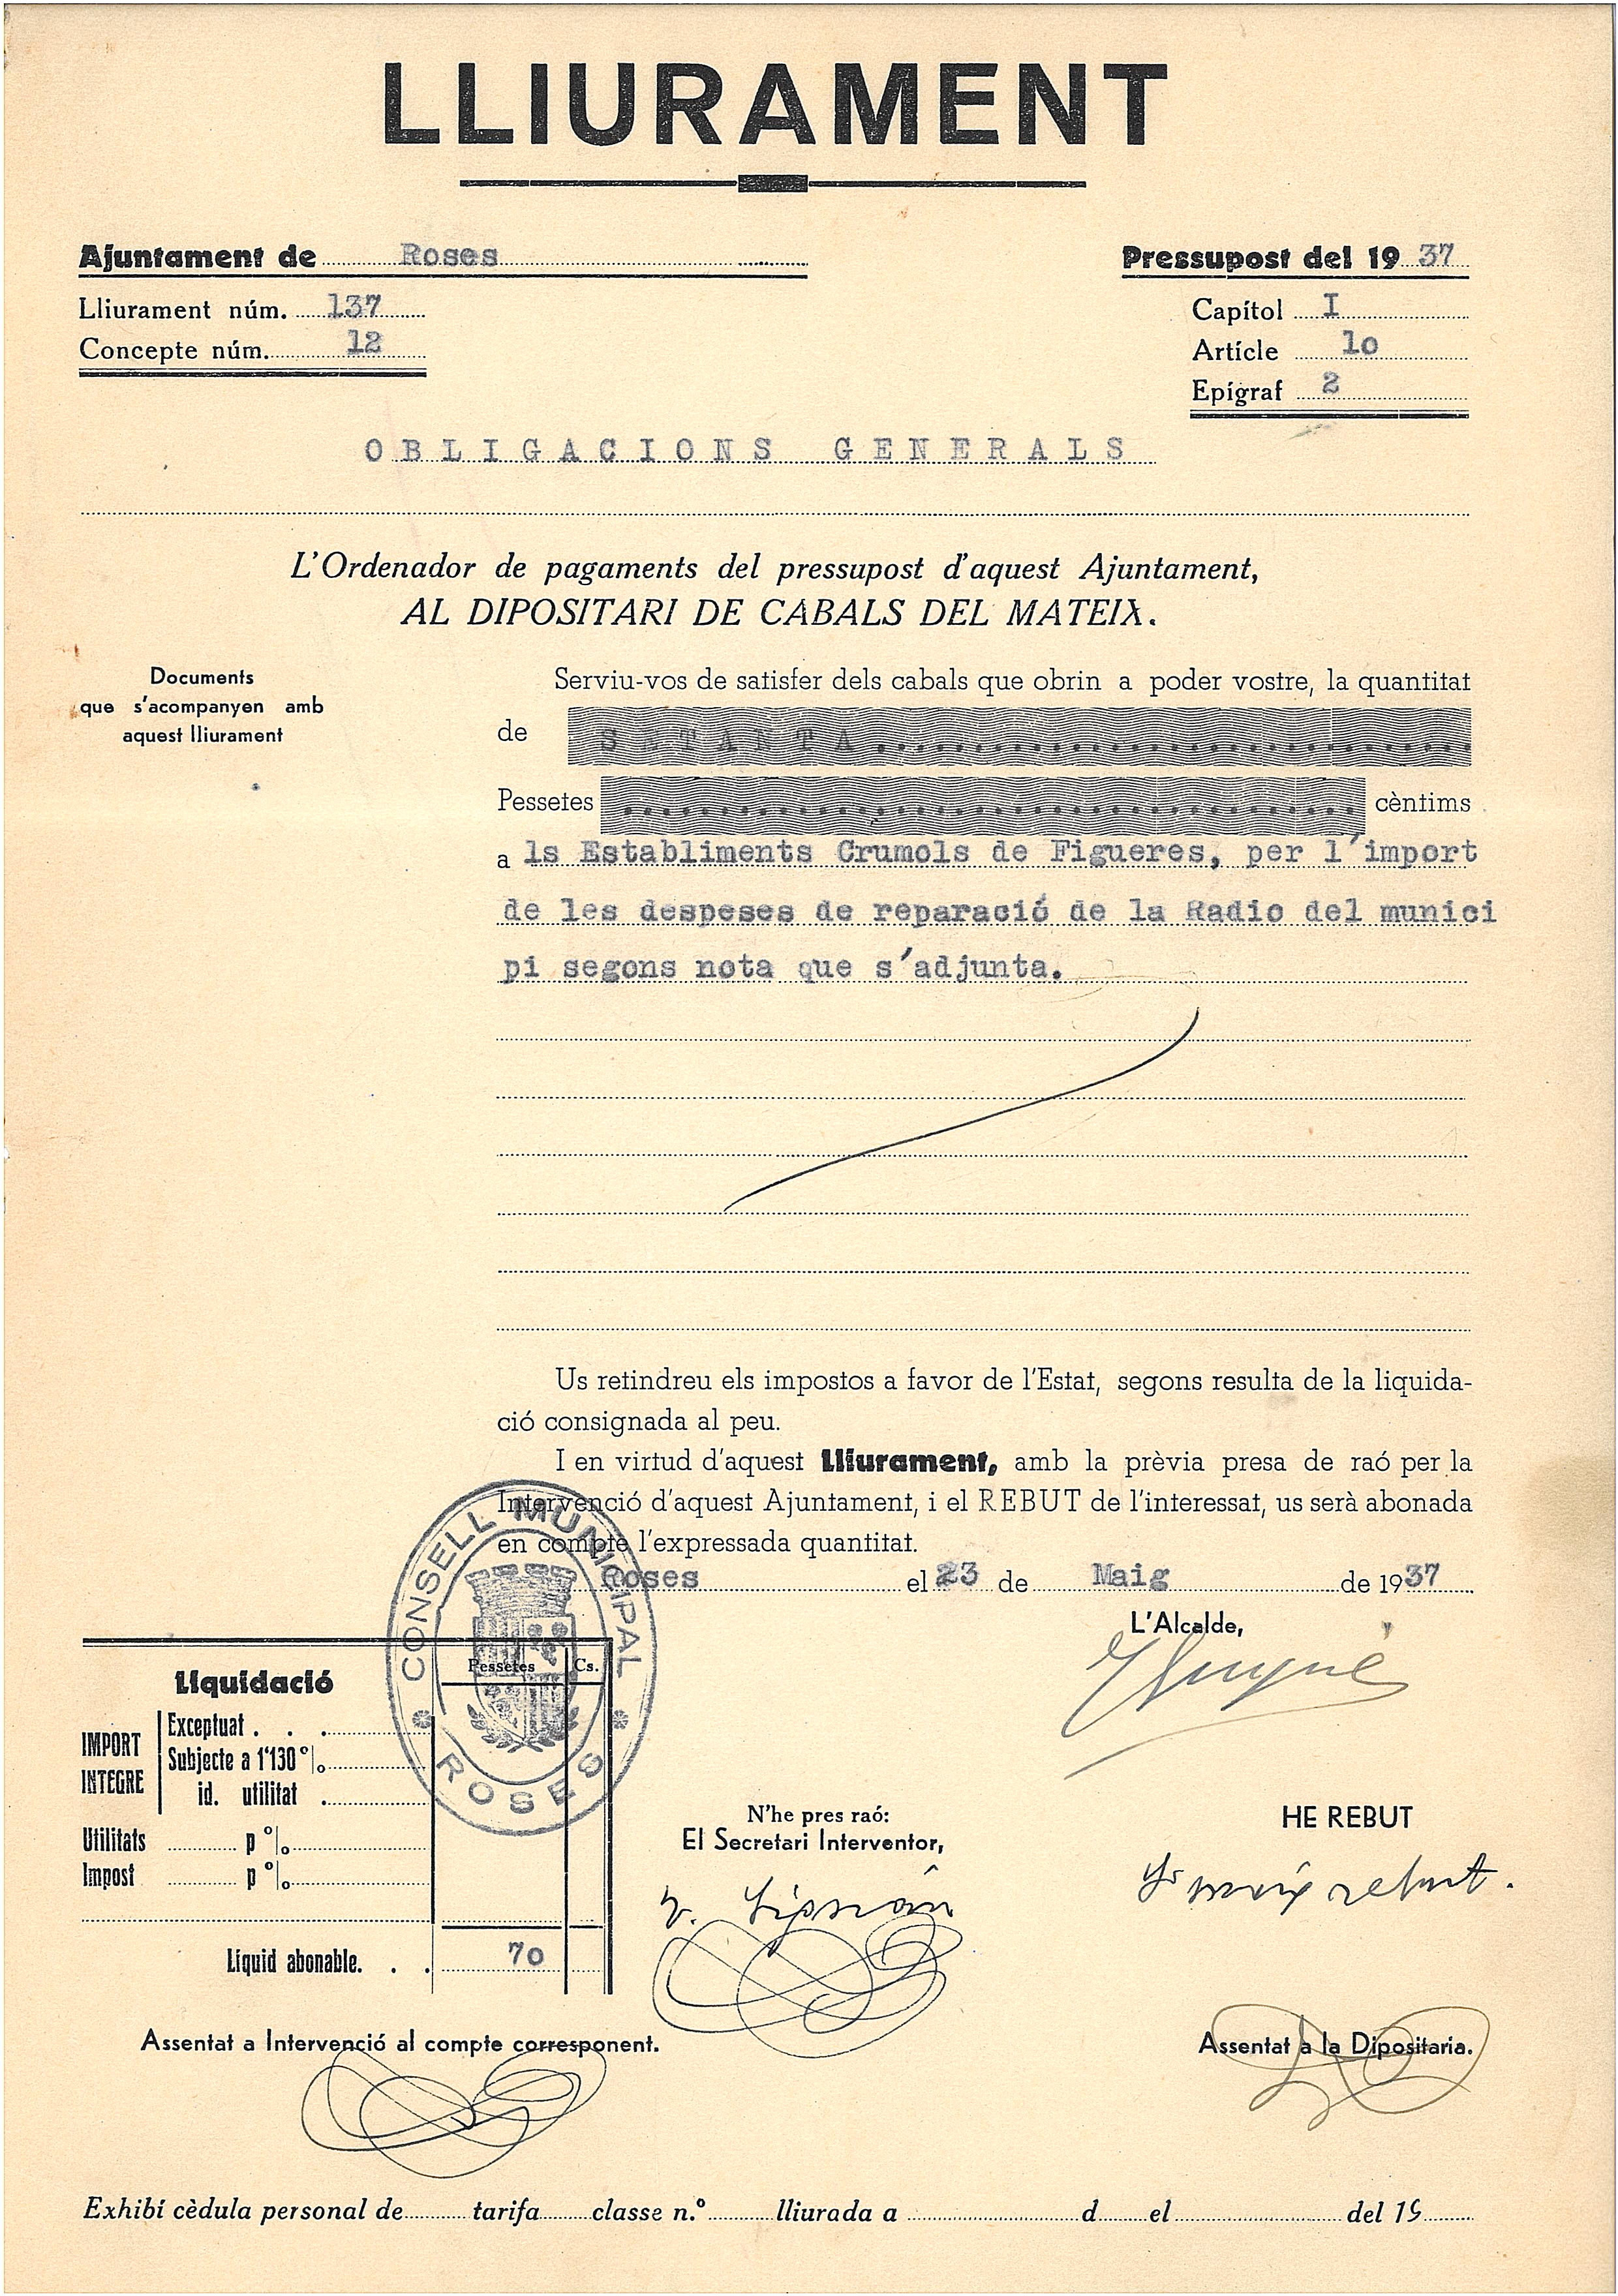 LLIURAMENT
Ajuntament de Roses
Pressupost del 1937
Lliurament núm. 137
Capítol I
Concepte núm. 12
Article 1o
Epígraf 2
OBLIGACIONS GENERALS
L'Ordenador de pagaments del pressupost d'aquest Ajuntament,
AL DIPOSITARI DE CABALS DEL MATEIX.
Documents
que s'acompanyen amb
aquest lliurament
Serviu-vos de satisfer dels cabals que obrin a poder vostre, la quantitat
de SETANTA
Pessetes cèntims
a ls Establiments Crumols de Figueres, per l'import
de les despeses de reparació de la Radio del munici
pi segons nota que s'adjunta.
Us retindreu els impostos a favor de l'Estat, segons resulta de la liquida-
ció consignada al peu.
I en virtud d'aquest Lliurament, amb la prèvia presa de raó per la
Intervenció d'aquest Ajuntament, i el REBUT de l'interessat, us serà abonada
en compte l'expressada quantitat.
Roses el 23 de Maig de 1937
L'Alcalde,
CONSELL MUNICIPAL
ROSES
Liquidació
Pessetes Cs.
IMPORT INTEGRE
Exceptuat . . .
Subjecte a 1'130 %
id. utilitat .
Utilitats p %
Impost p %
Líquid abonable. . . 70
N'he pres raó:
El Secretari Interventor,
HE REBUT
rebut.
Assentat a Intervenció al compte corresponent.
Assentat a la Dipositaria.
Exhibí cèdula personal de tarifa classe n.º lliurada a d el del 19